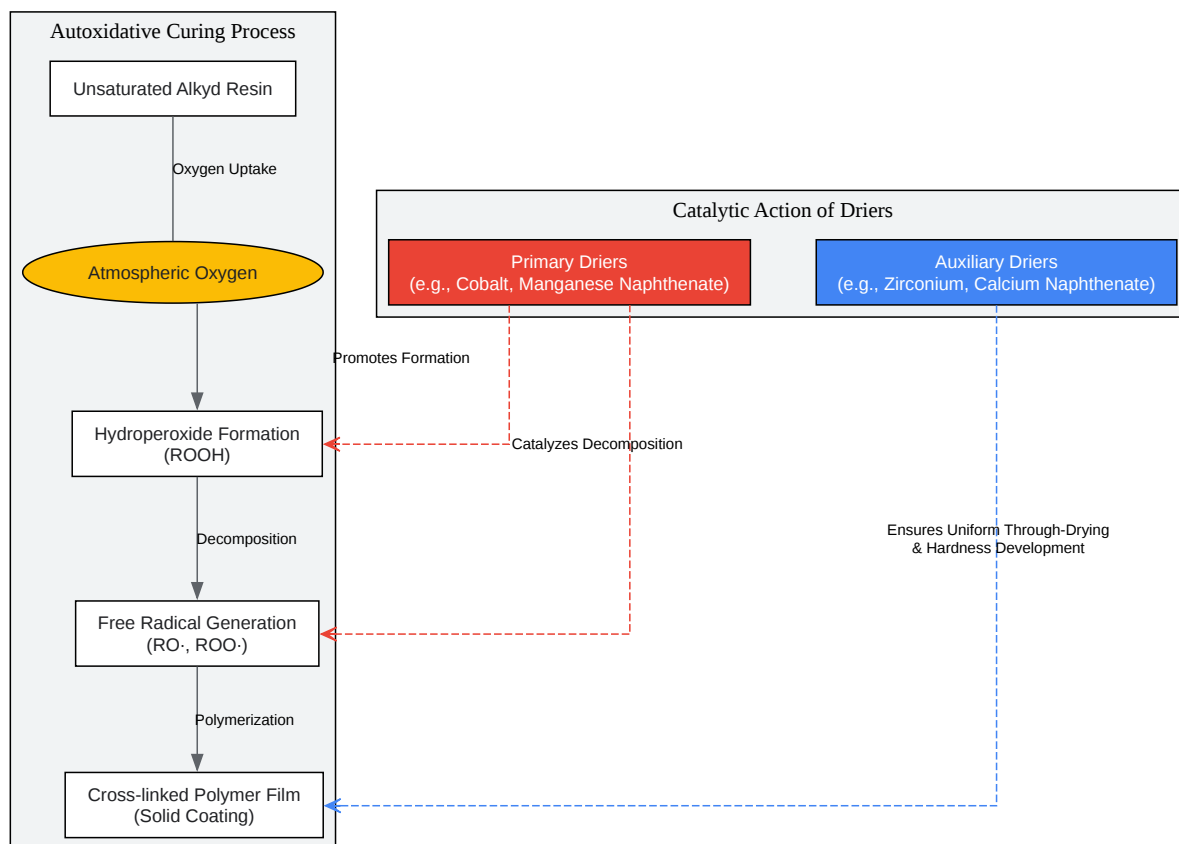 Autoxidative Curing Process
Unsaturated Alkyd Resin
Oxygen Uptake
Atmospheric Oxygen
Catalytic Action of Driers
Primary Driers
(e.g., Cobalt, Manganese Naphthenate)
Auxiliary Driers
(e.g., Zirconium, Calcium Naphthenate)
Promotes Formation
Hydroperoxide Formation
(ROOH)
Catalyzes Decomposition
Decomposition
Ensures Uniform Through-Drying
& Hardness Development
Free Radical Generation
(RO·, ROO·)
Polymerization
Cross-linked Polymer Film
(Solid Coating)